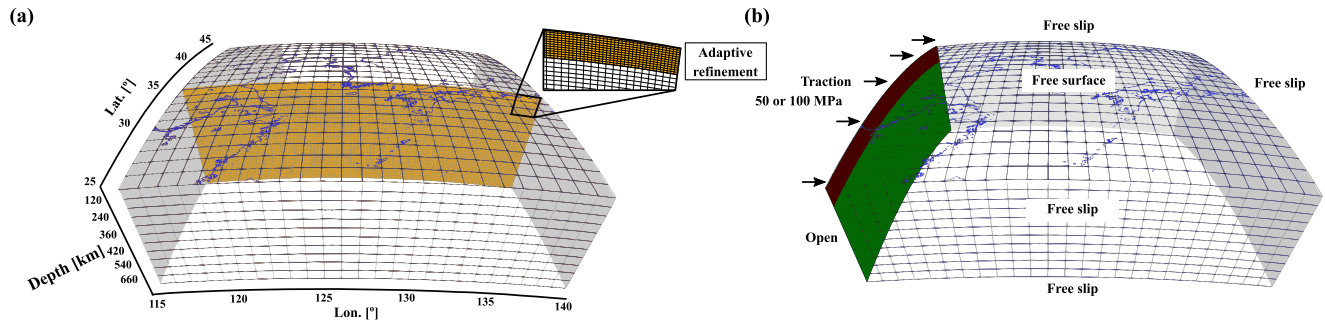 (a)
45
40
35
30
25
Lat. [°]
Adaptive
refinement
120
240
360
420
540
660
Depth [km]
115
120
125
130
135
140
Lon. [°]
(b)
Free slip
Traction
50 or 100 MPa
Free surface
Free slip
Free slip
Open
Free slip